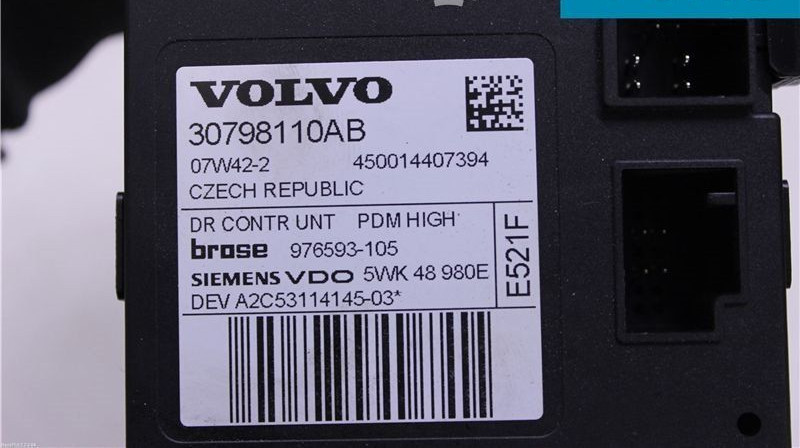 VOLVO
30798110AB
07W42-2 450014407394
CZECH REPUBLIC
DR CONTR UNT PDM HIGH
brose 976593-105
SIEMENS VDO 5WK 48 980E
DEV A2C53114145-03*
E521F